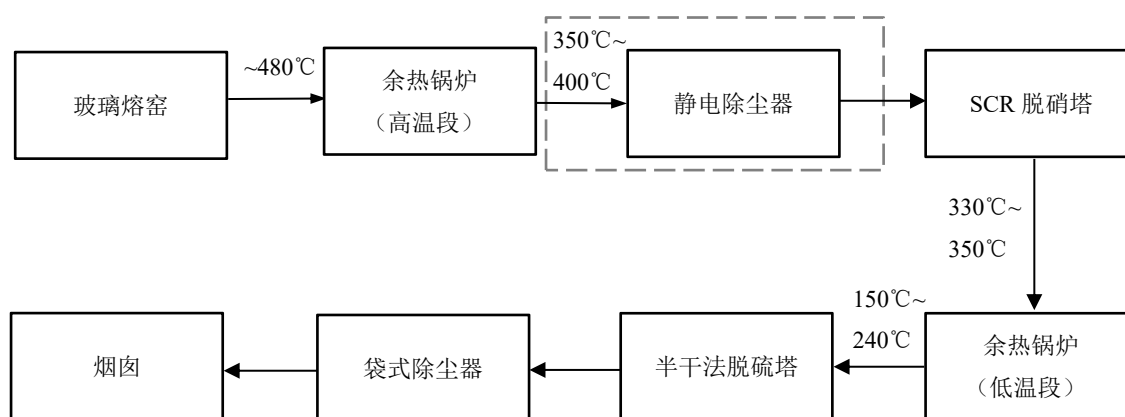 玻璃熔窑
~480℃
余热锅炉
（高温段）
350℃~
400℃
静电除尘器
SCR 脱硝塔
330℃~
350℃
余热锅炉
（低温段）
150℃~
240℃
半干法脱硫塔
袋式除尘器
烟囱